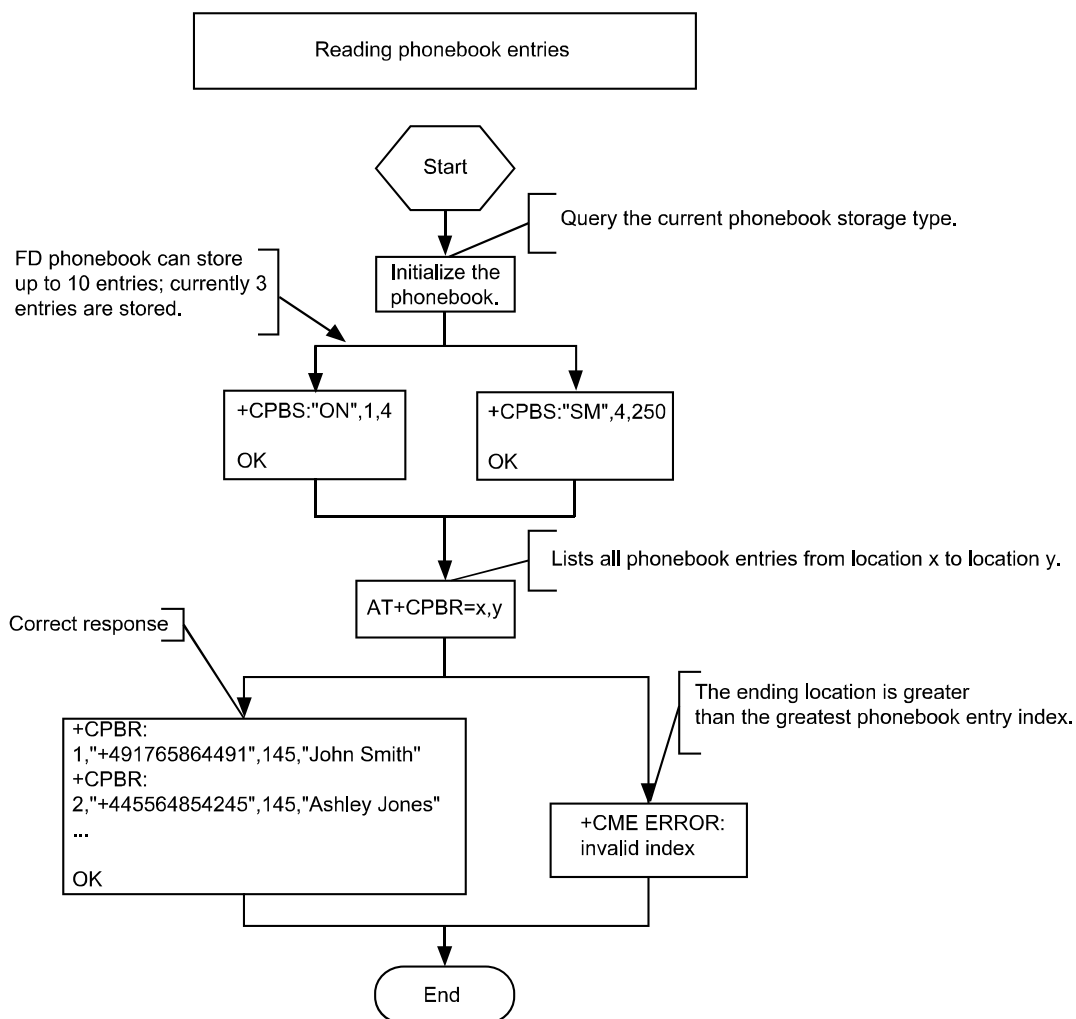 Reading phonebook entries
Start
Query the current phonebook storage type.
FD phonebook can store
up to 10 entries; currently 3
entries are stored.
Initialize the
phonebook.
+CPBS:"ON",1,4
OK
+CPBS:"SM",4,250
OK
Lists all phonebook entries from location x to location y.
AT+CPBR=x,y
Correct response
The ending location is greater
than the greatest phonebook entry index.
+CPBR:
1,"+491765864491",145,"John Smith"
+CPBR:
2,"+445564854245",145,"Ashley Jones"
...
OK
+CME ERROR:
invalid index
End